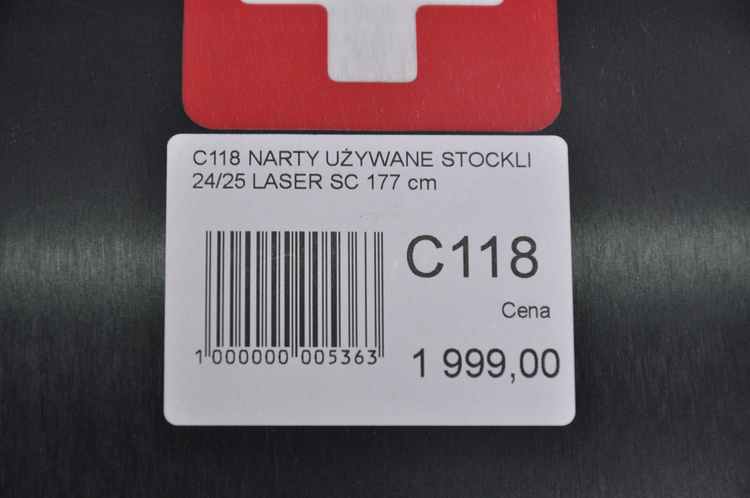 C118 NARTY UŻYWANE STOCKLI
24/25 LASER SC 177 cm
C118
Cena
1 000000 005363
1 999,00